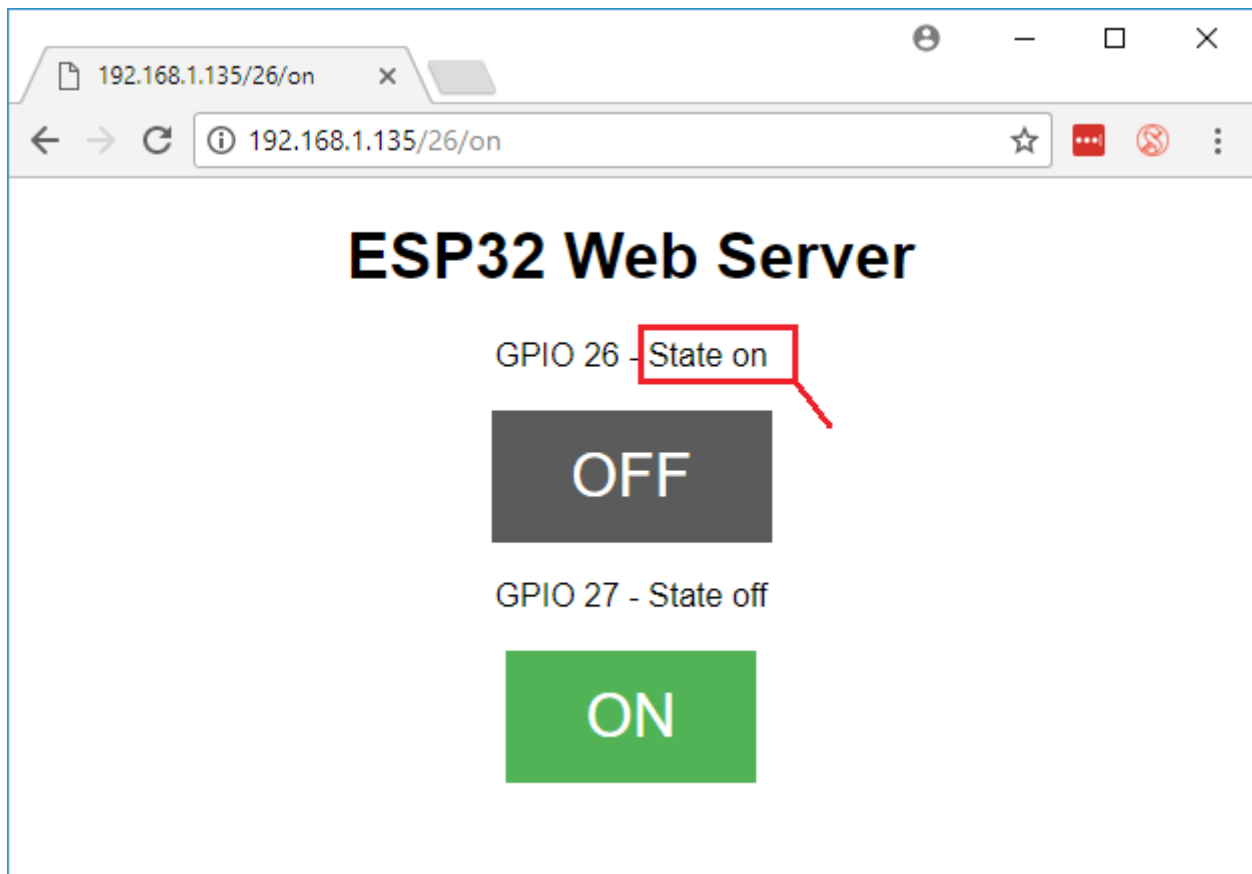 192.168.1.135/26/on
192.168.1.135/26/on
ESP32 Web Server
GPIO 26 - State on
OFF
GPIO 27 - State off
ON